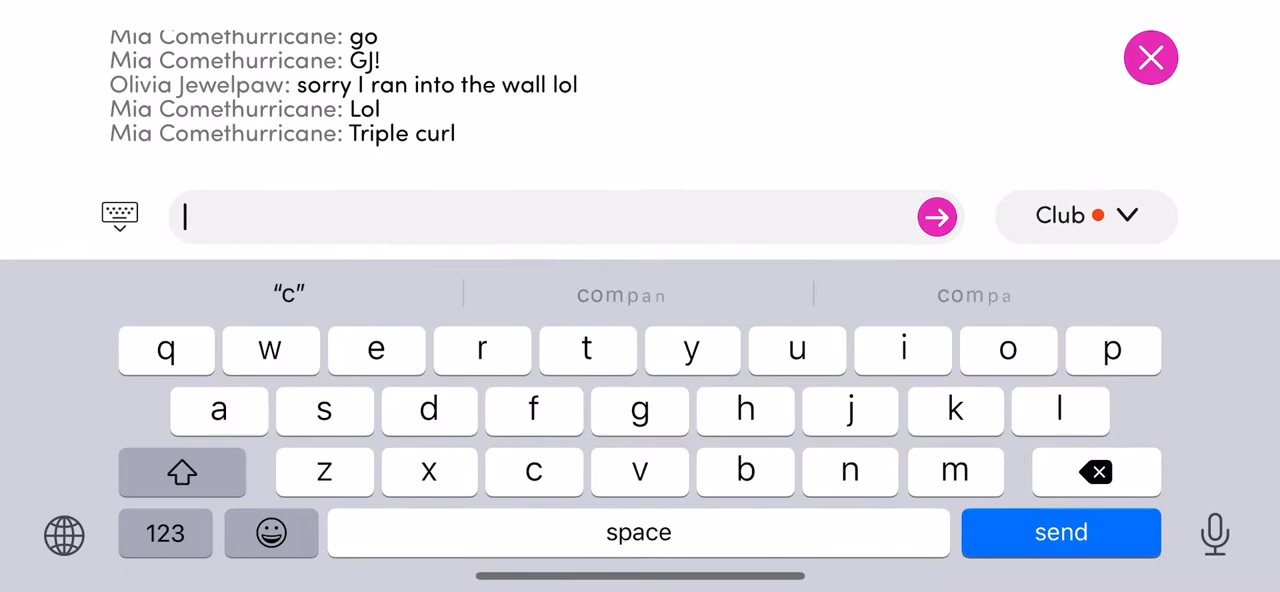 Mia Comethurricane: go
Mia Comethurricane: GJ!
Olivia Jewelpaw: sorry I ran into the wall lol
Mia Comethurricane: Lol
Mia Comethurricane: Triple curl
Club
“c” compan compa
q w e r t y u i o p
a s d f g h j k l
z x c v b n m
123 space send